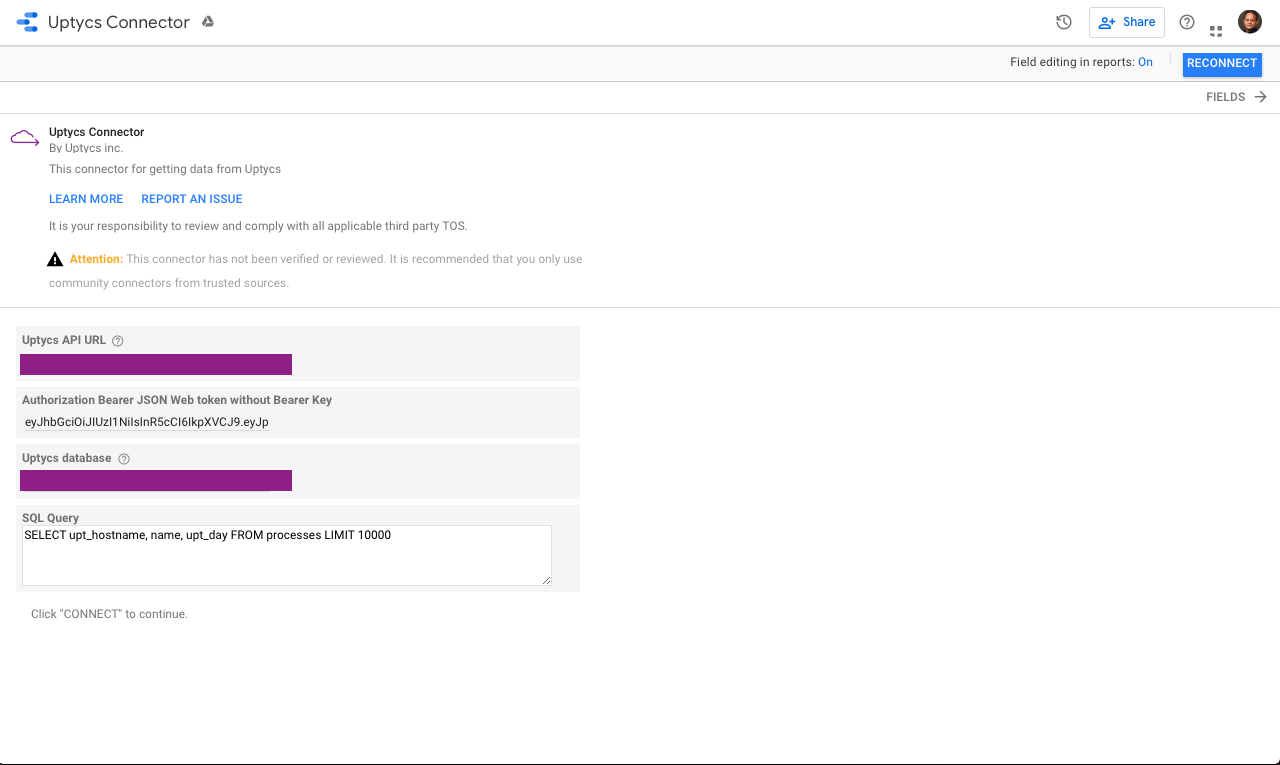 Uptycs Connector
Share
Field editing in reports: On
RECONNECT
FIELDS
Uptycs Connector
By Uptycs inc.
This connector for getting data from Uptycs
LEARN MORE REPORT AN ISSUE
It is your responsibility to review and comply with all applicable third party TOS.
Attention: This connector has not been verified or reviewed. It is recommended that you only use
community connectors from trusted sources.
Uptycs API URL
Authorization Bearer JSON Web token without Bearer Key
eyJhbGciOiJIUzI1NiIsInR5cCI6IkpXVCJ9.eyJp
Uptycs database
SQL Query
SELECT upt_hostname, name, upt_day FROM processes LIMIT 10000
Click "CONNECT" to continue.